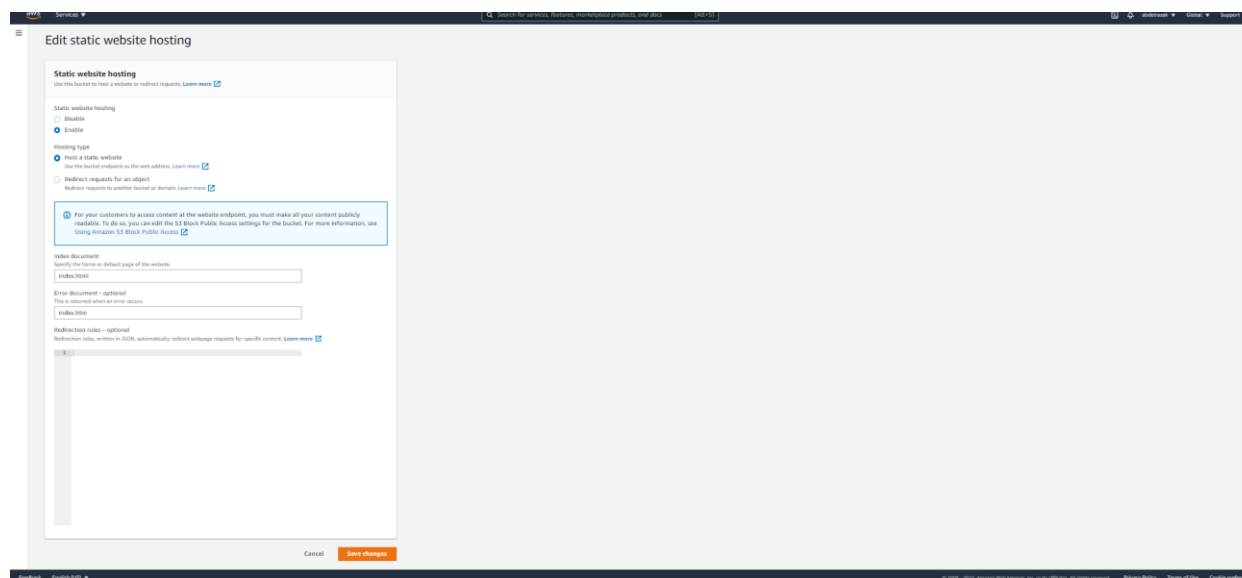 aws Services ▼ Search for services, features, marketplace products, and docs [Alt+S] abdelrazek ▼ Global ▼ Support
Edit static website hosting
Static website hosting
Use this bucket to host a website or redirect requests. Learn more
Static website hosting
Disable
Enable
Hosting type
Host a static website
Use the bucket endpoint as the web address. Learn more
Redirect requests for an object
Redirect requests to another bucket or domain. Learn more
For your customers to access content at the website endpoint, you must make all your content publicly
readable. To do so, you can edit the S3 Block Public Access settings for the bucket. For more information, see
Using Amazon S3 Block Public Access
Index document
Specify the home or default page of the website.
index.html
Error document - optional
This is returned when an error occurs.
index.htm
Redirection rules – optional
Redirection rules, written in JSON, automatically redirect webpage requests for specific content. Learn more
1
Cancel Save changes
Feedback English (US) ▼ Privacy Policy Terms of Use